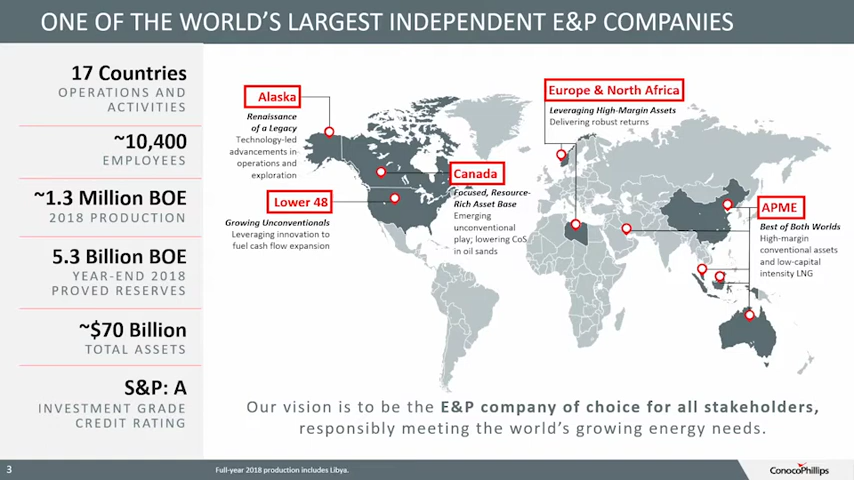 ONE OF THE WORLD'S LARGEST INDEPENDENT E&P COMPANIES
17 Countries
OPERATIONS AND
ACTIVITIES
~10,400
EMPLOYEES
~1.3 Million BOE
2018 PRODUCTION
5.3 Billion BOE
YEAR-END 2018
PROVED RESERVES
~$70 Billion
TOTAL ASSETS
S&P: A
INVESTMENT GRADE
CREDIT RATING
Alaska
Renaissance
of a Legacy
Technology-led
advancements in
operations and
exploration
Lower 48
Growing Unconventionals
Leveraging innovation to
fuel cash flow expansion
Canada
Focused, Resource-
Rich Asset Base
Emerging
unconventional
play; lowering CoS
in oil sands
Europe & North Africa
Leveraging High-Margin Assets
Delivering robust returns
APME
Best of Both Worlds
High-margin
conventional assets
and low-capital
intensity LNG
Our vision is to be the E&P company of choice for all stakeholders,
responsibly meeting the world's growing energy needs.
3
Full-year 2018 production includes Libya.
ConocoPhillips